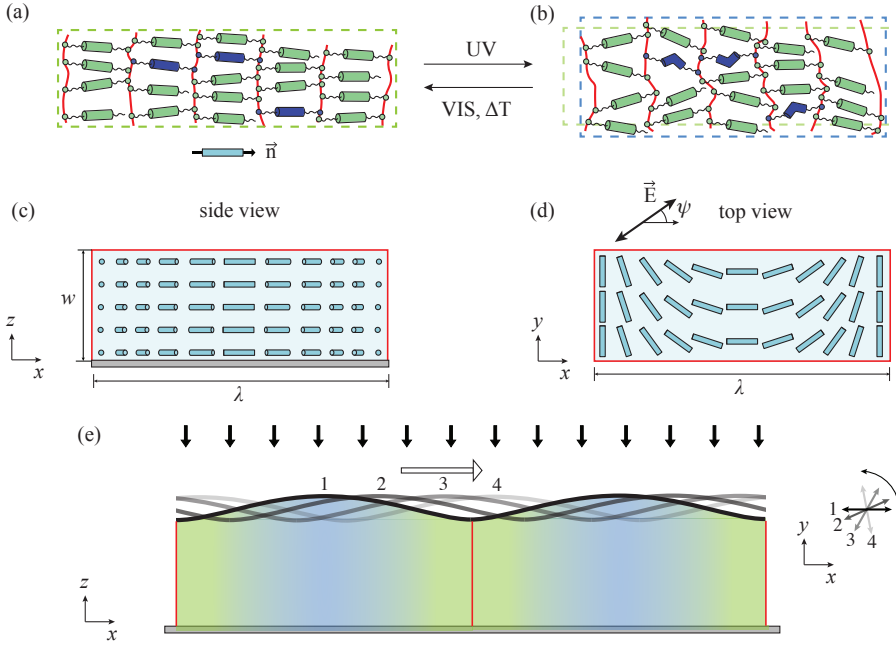 (a)
(b)
UV
VIS, ΔT
n⃗
(c)
side view
(d)
E⃗
ψ
top view
w
z
x
λ
y
x
λ
(e)
1 2 3 4
1
2
3
4
y
x
z
x